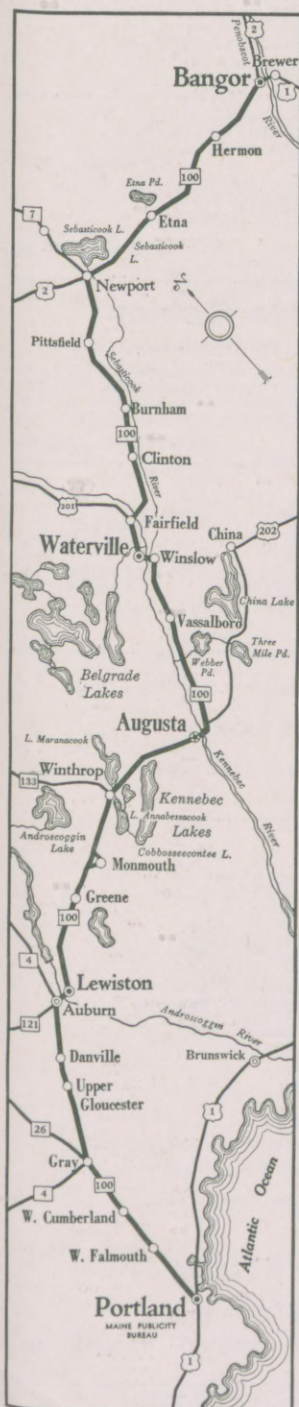 2
Penobscot
Brewer
Bangor
1
River
Hermon
100
Etna Pd.
Etna
7
Sebasticook L.
Sebasticook
L.
2
Newport
N
Pittsfield
Sebasticook
Burnham
100
Clinton
River
201
Fairfield
China
202
Waterville
Winslow
China Lake
Vassalboro
Three
Mile Pd.
Webber
Pd.
Belgrade
Lakes
100
Augusta
L. Maranacook
Kennebec
River
Winthrop
133
Kennebec
Lakes
L. Annabessacook
Androscoggin
Lake
Cobbosseecontee L.
Monmouth
Greene
100
4
Lewiston
Auburn
121
Androscoggin
River
Danville
Brunswick
Upper
Gloucester
1
26
Gray
4
100
W. Cumberland
Atlantic Ocean
W. Falmouth
Portland
MAINE PUBLICITY
BUREAU
1